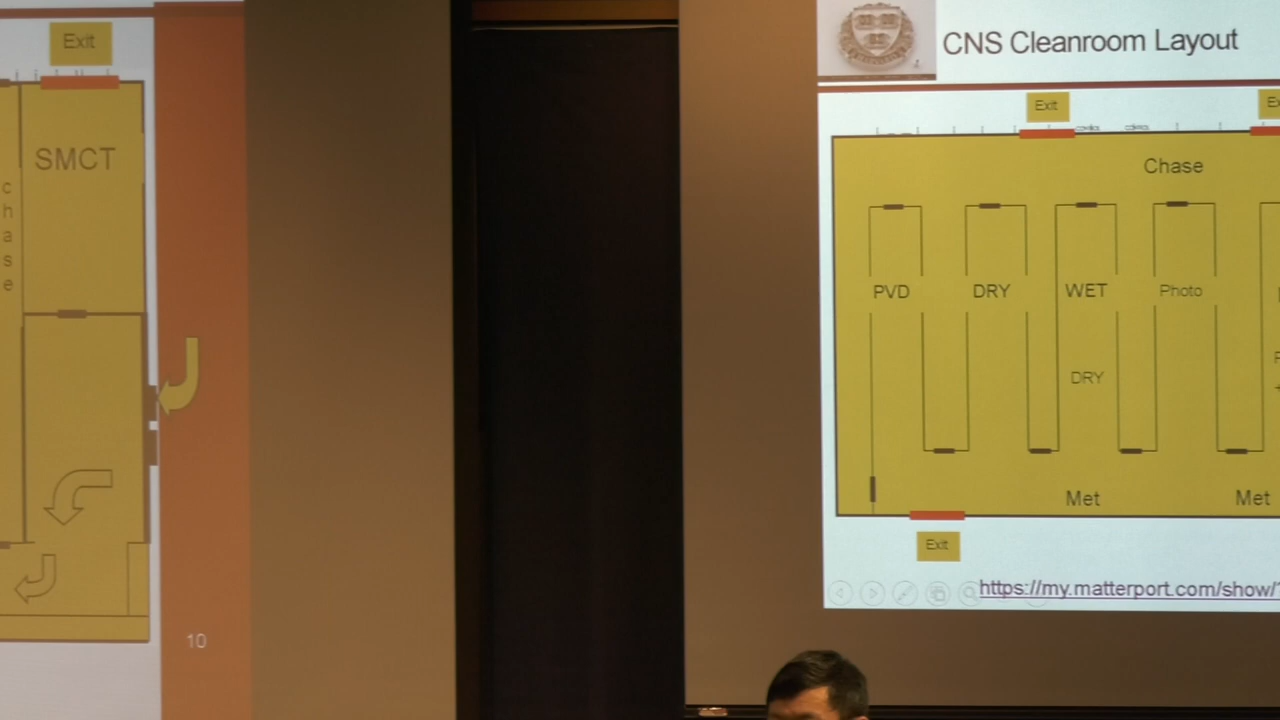 Exit
SMCT
chase
10
CNS Cleanroom Layout
Exit
Chase
PVD
DRY
WET
Photo
DRY
Met
Met
Exit
https://my.matterport.com/show/